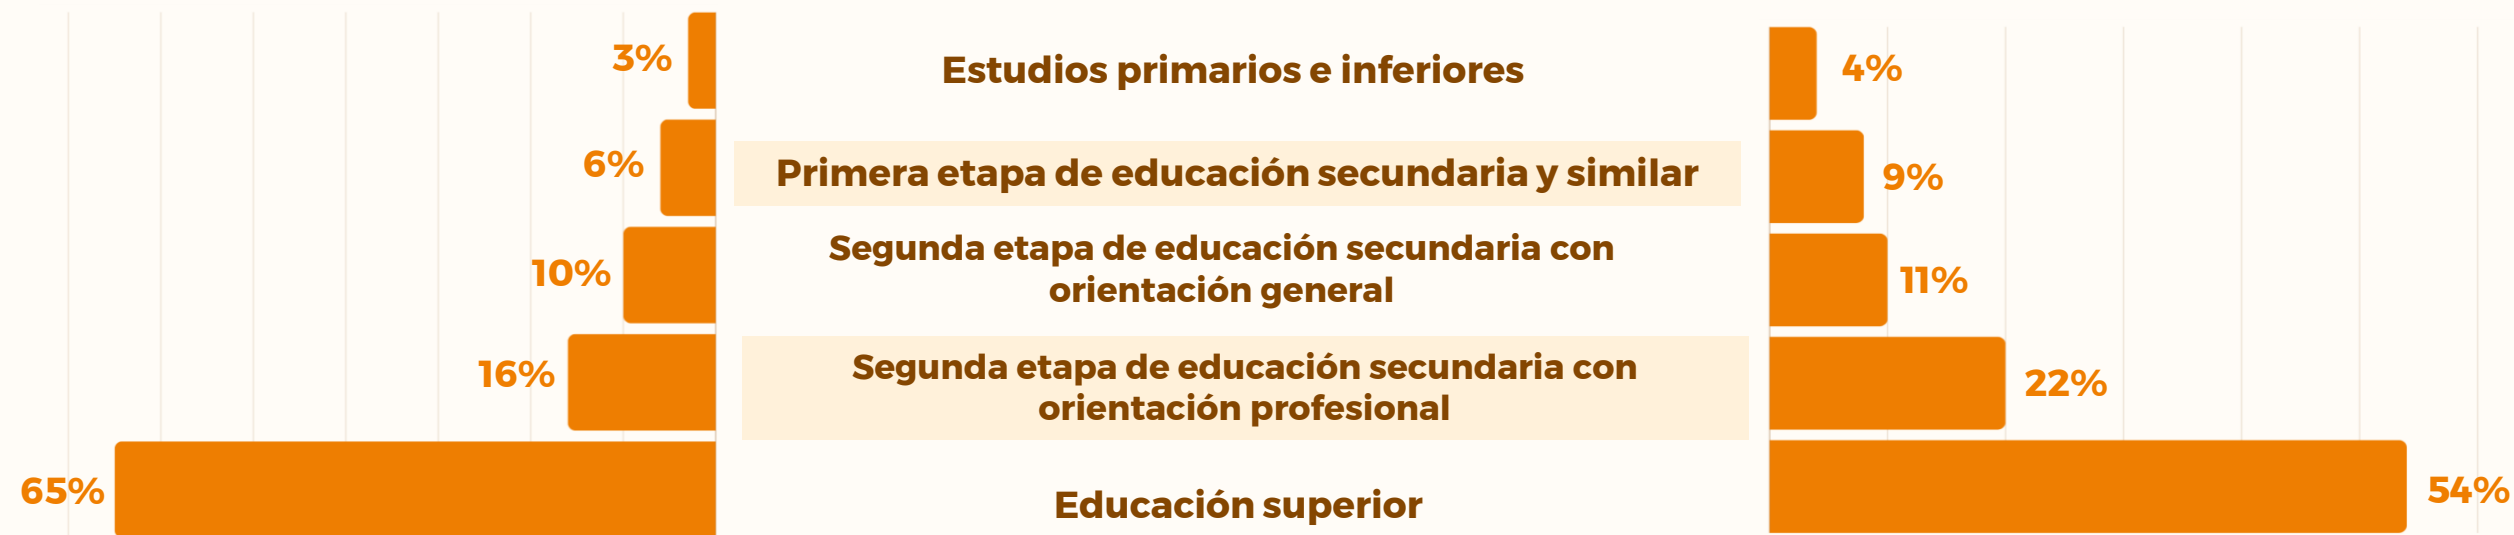 3%
Estudios primarios e inferiores
4%
6%
Primera etapa de educación secundaria y similar
9%
10%
Segunda etapa de educación secundaria con
orientación general
11%
16%
Segunda etapa de educación secundaria con
orientación profesional
22%
65%
Educación superior
54%